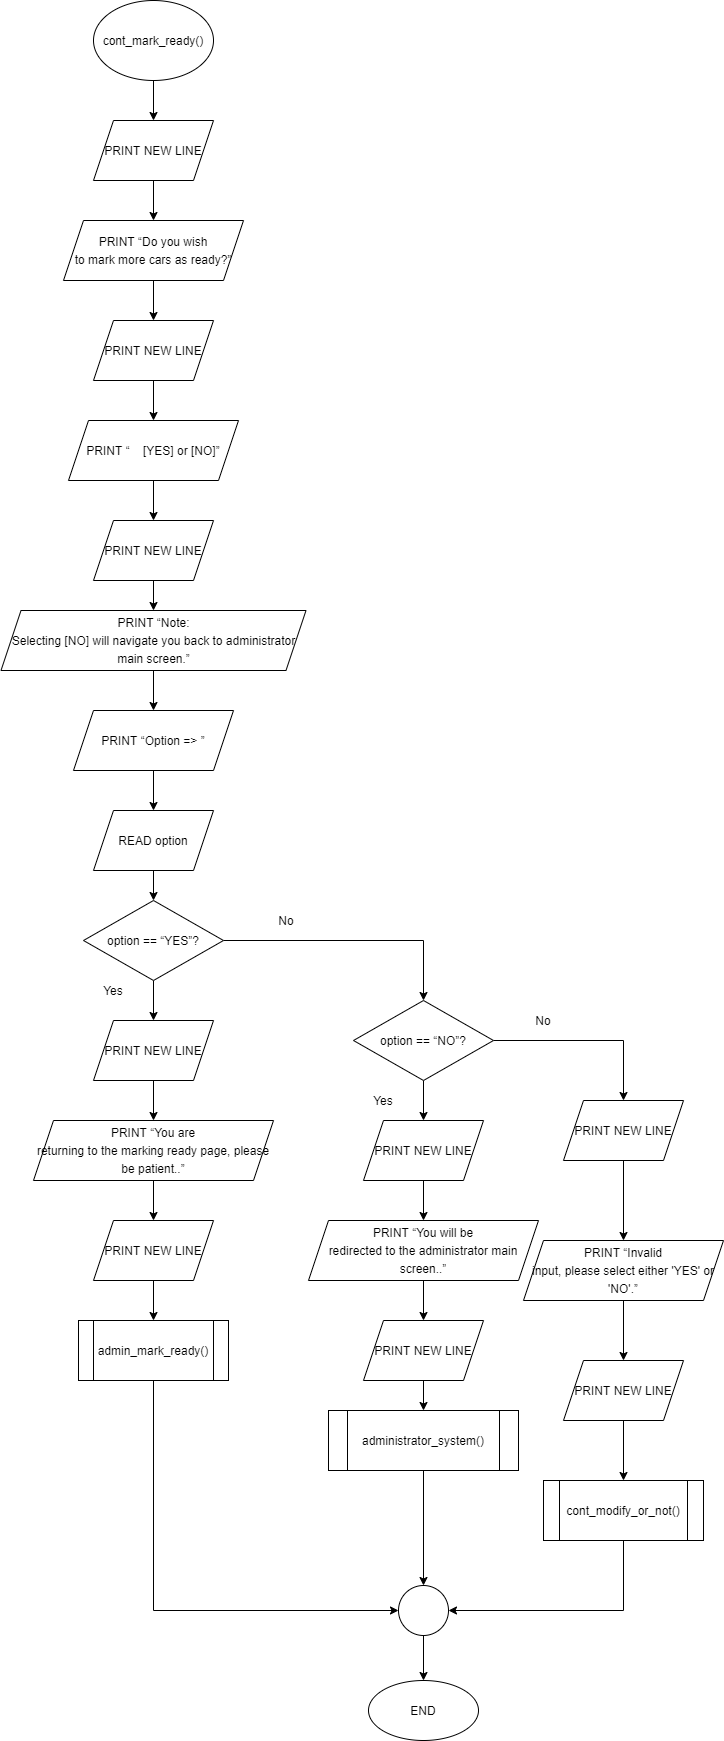 cont_mark_ready()
PRINT NEW LINE
PRINT “Do you wish
to mark more cars as ready?”
PRINT NEW LINE
PRINT “    [YES] or [NO]”
PRINT NEW LINE
PRINT “Note:
Selecting [NO] will navigate you back to administrator
main screen.”
PRINT “Option => ”
READ option
option == “YES”?
No
Yes
PRINT NEW LINE
PRINT “You are
returning to the marking ready page, please
be patient..”
PRINT NEW LINE
admin_mark_ready()
option == “NO”?
No
Yes
PRINT NEW LINE
PRINT “You will be
redirected to the administrator main
screen..”
PRINT NEW LINE
administrator_system()
PRINT NEW LINE
PRINT “Invalid
input, please select either 'YES' or
'NO'.”
PRINT NEW LINE
cont_modify_or_not()
END